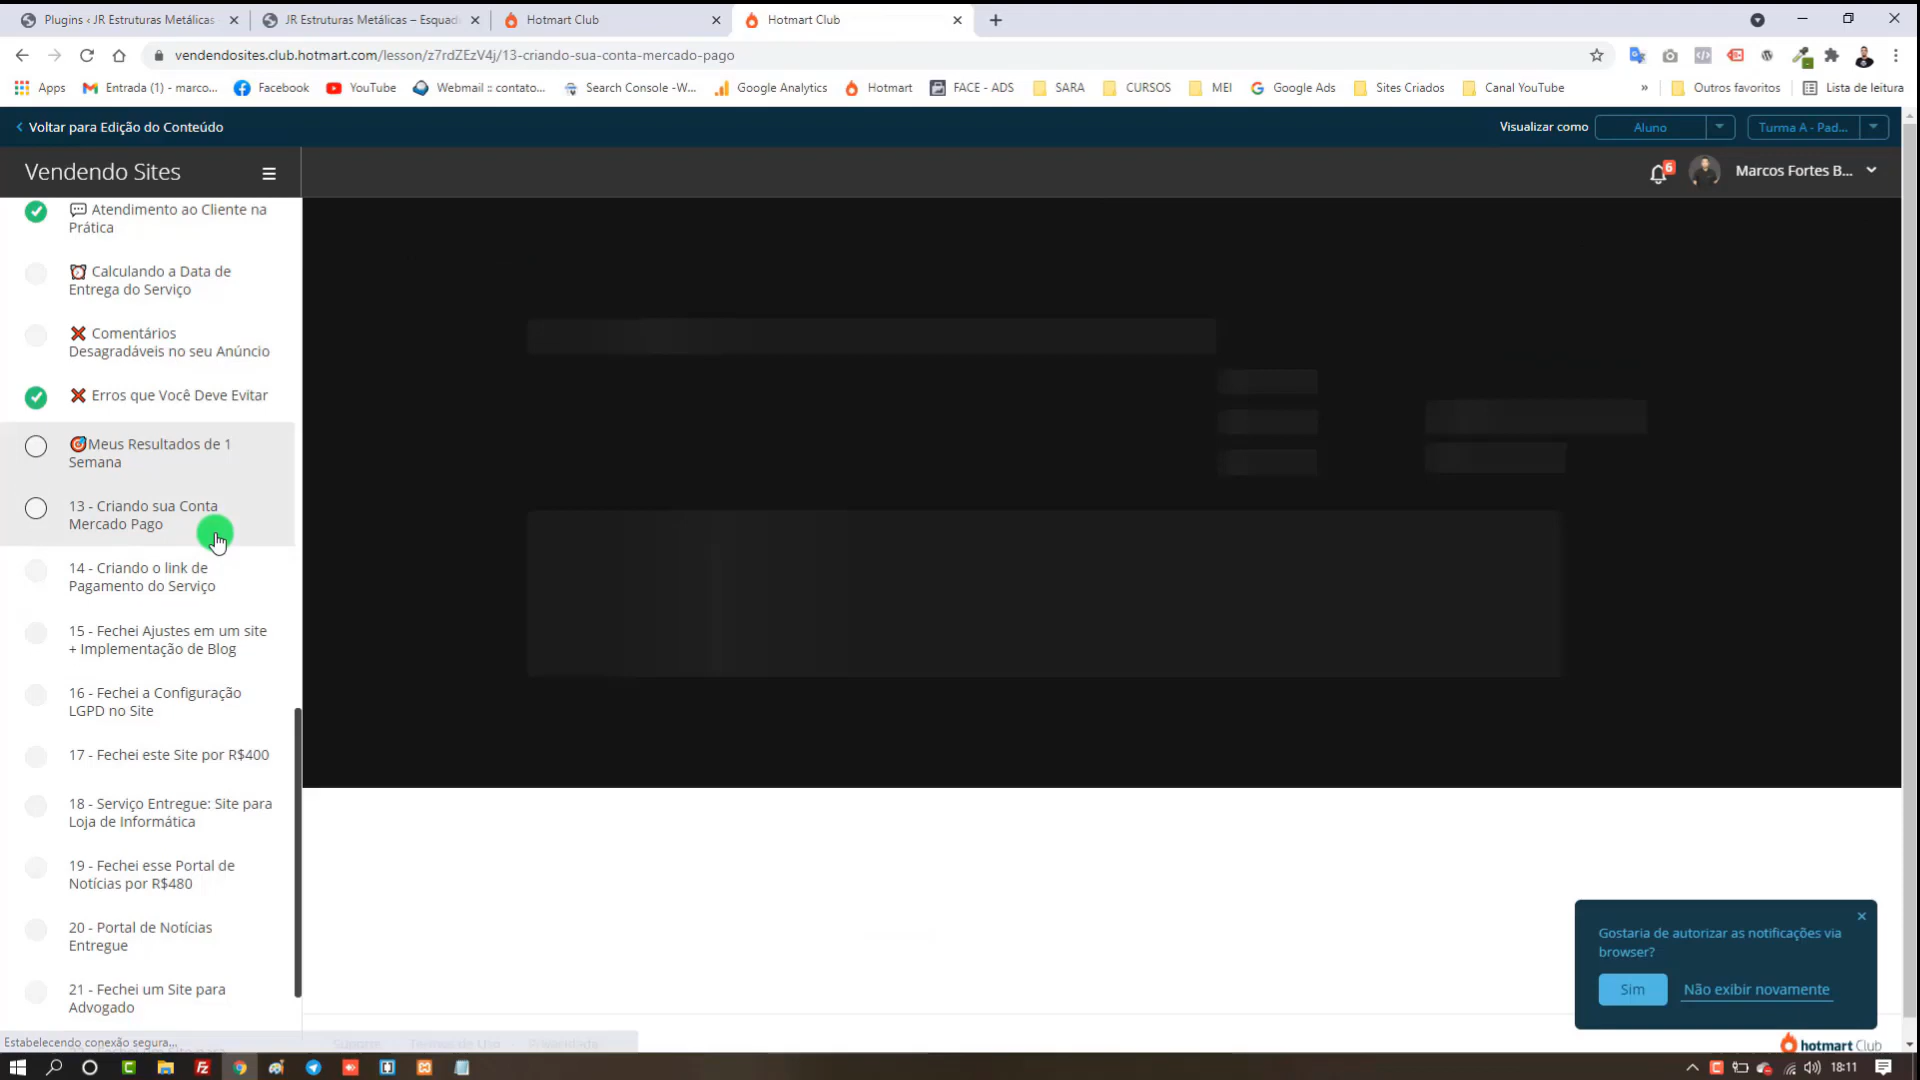 Plugins ‹ JR Estruturas Metálicas
JR Estruturas Metálicas – Esquad
Hotmart Club
Hotmart Club
vendendosites.club.hotmart.com/lesson/z7rdZEzV4j/13-criando-sua-conta-mercado-pago
Apps
Entrada (1) - marco...
Facebook
YouTube
Webmail :: contato...
Search Console -W...
Google Analytics
Hotmart
FACE - ADS
SARA
CURSOS
MEI
Google Ads
Sites Criados
Canal YouTube
»
Outros favoritos
Lista de leitura
Voltar para Edição do Conteúdo
Visualizar como
Aluno
Turma A - Pad...
Vendendo Sites
6
Marcos Fortes B...
Atendimento ao Cliente na
Prática
Calculando a Data de
Entrega do Serviço
Comentários
Desagradáveis no seu Anúncio
Erros que Você Deve Evitar
Meus Resultados de 1
Semana
13 - Criando sua Conta
Mercado Pago
14 - Criando o link de
Pagamento do Serviço
15 - Fechei Ajustes em um site
+ Implementação de Blog
16 - Fechei a Configuração
LGPD no Site
17 - Fechei este Site por R$400
18 - Serviço Entregue: Site para
Loja de Informática
19 - Fechei esse Portal de
Notícias por R$480
20 - Portal de Notícias
Entregue
21 - Fechei um Site para
Advogado
Gostaria de autorizar as notificações via
browser?
Sim
Não exibir novamente
Estabelecendo conexão segura...
Termos de Uso
hotmart Club
18:11